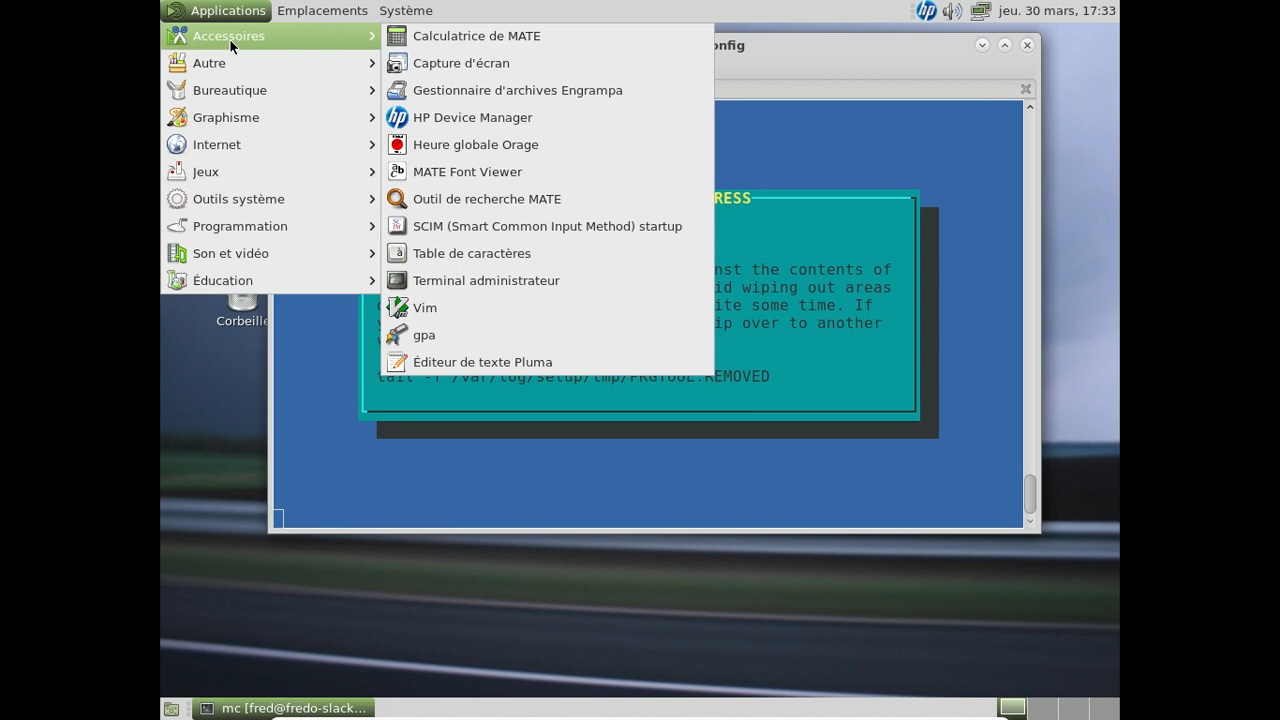 Applications Emplacements Système
jeu. 30 mars, 17:33
Accessoires
Autre
Bureautique
Graphisme
Internet
Jeux
Outils système
Programmation
Son et vidéo
Éducation
Calculatrice de MATE
Capture d'écran
Gestionnaire d'archives Engrampa
HP Device Manager
Heure globale Orage
MATE Font Viewer
Outil de recherche MATE
SCIM (Smart Common Input Method) startup
Table de caractères
Terminal administrateur
Vim
gpa
Éditeur de texte Pluma
Corbeille
nst the contents of
id wiping out areas
ite some time. If
ip over to another
tail -f /var/log/setup/tmp/PKGTOOL.REMOVED
mc [fred@fredo-slack...